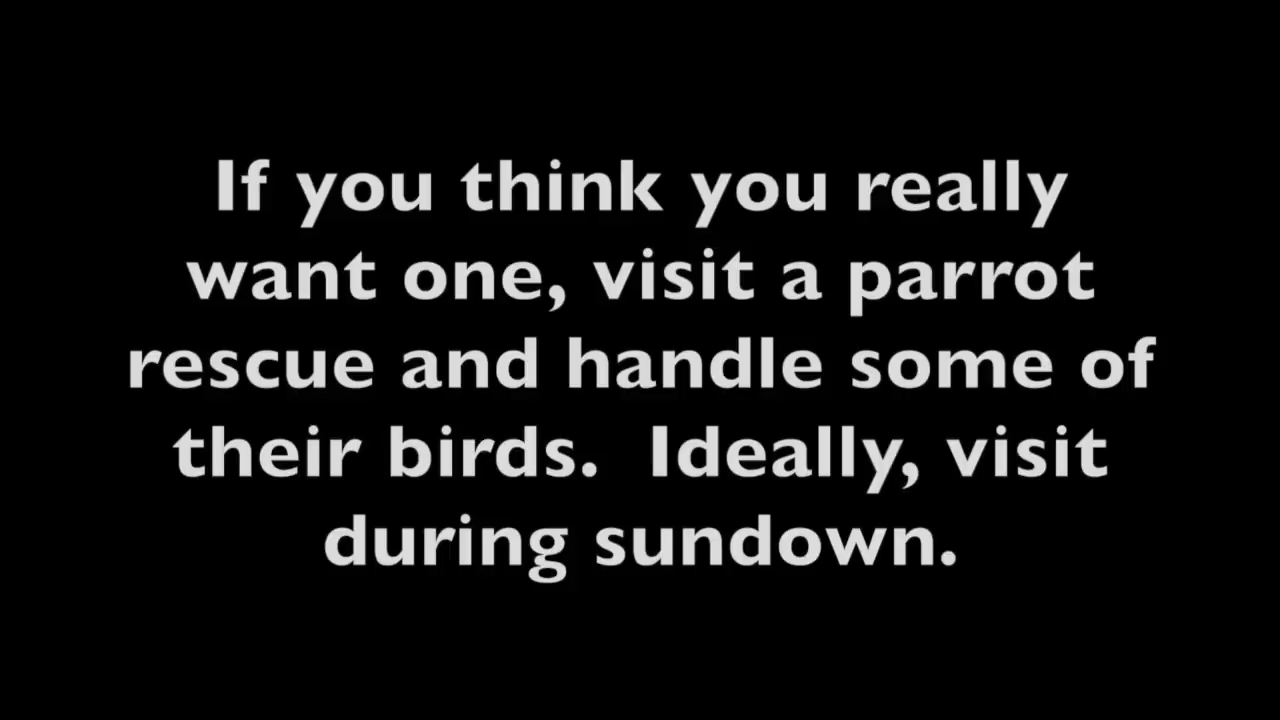 If you think you really
want one, visit a parrot
rescue and handle some of
their birds.  Ideally, visit
during sundown.